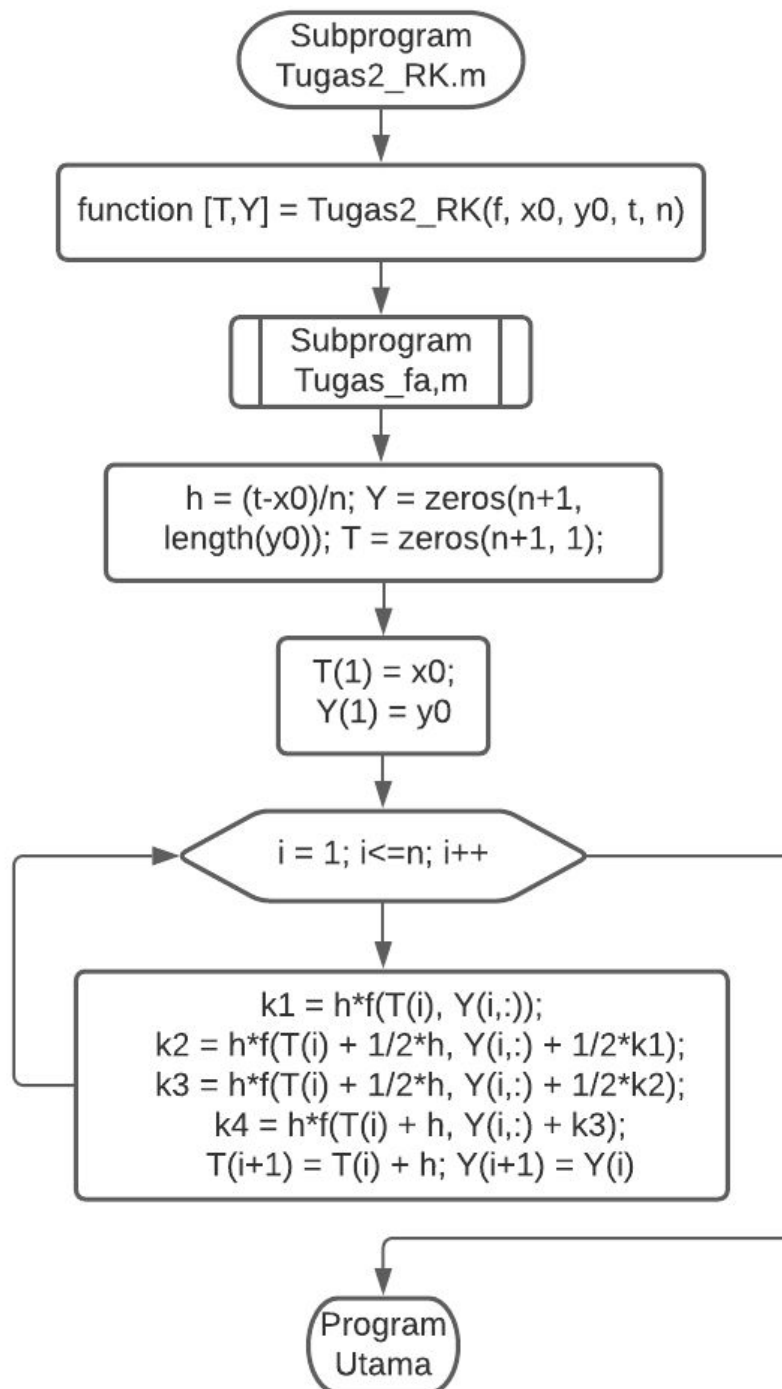 Subprogram
Tugas2_RK.m
function [T,Y] = Tugas2_RK(f, x0, y0, t, n)
Subprogram
Tugas_fa,m
h = (t-x0)/n; Y = zeros(n+1,
length(y0)); T = zeros(n+1, 1);
T(1) = x0;
Y(1) = y0
i = 1; i<=n; i++
k1 = h*f(T(i), Y(i,:));
k2 = h*f(T(i) + 1/2*h, Y(i,:) + 1/2*k1);
k3 = h*f(T(i) + 1/2*h, Y(i,:) + 1/2*k2);
k4 = h*f(T(i) + h, Y(i,:) + k3);
T(i+1) = T(i) + h; Y(i+1) = Y(i)
Program
Utama